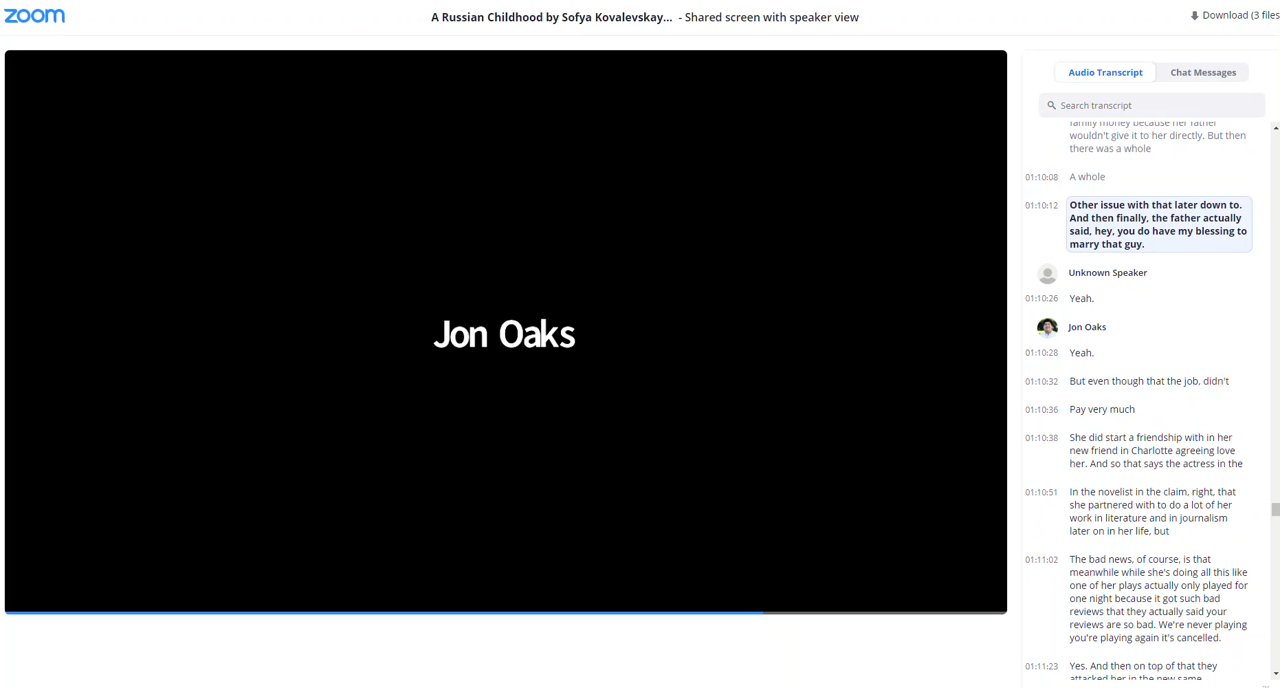 zoom
A Russian Childhood by Sofya Kovalevskay... - Shared screen with speaker view
Download (3 files
Jon Oaks
Audio Transcript
Chat Messages
Search transcript
family money because her father
wouldn't give it to her directly. But then
there was a whole
01:10:08 A whole
01:10:12 Other issue with that later down to.
And then finally, the father actually
said, hey, you do have my blessing to
marry that guy.
Unknown Speaker
01:10:26 Yeah.
Jon Oaks
01:10:28 Yeah.
01:10:32 But even though that the job, didn't
01:10:36 Pay very much
01:10:38 She did start a friendship with in her
new friend in Charlotte agreeing love
her. And so that says the actress in the
01:10:51 In the novelist in the claim, right, that
she partnered with to do a lot of her
work in literature and in journalism
later on in her life, but
01:11:02 The bad news, of course, is that
meanwhile while she's doing all this like
one of her plays actually only played for
one night because it got such bad
reviews that they actually said your
reviews are so bad. We're never playing
you're playing again it's cancelled.
01:11:23 Yes. And then on top of that they
attacked her in the new same